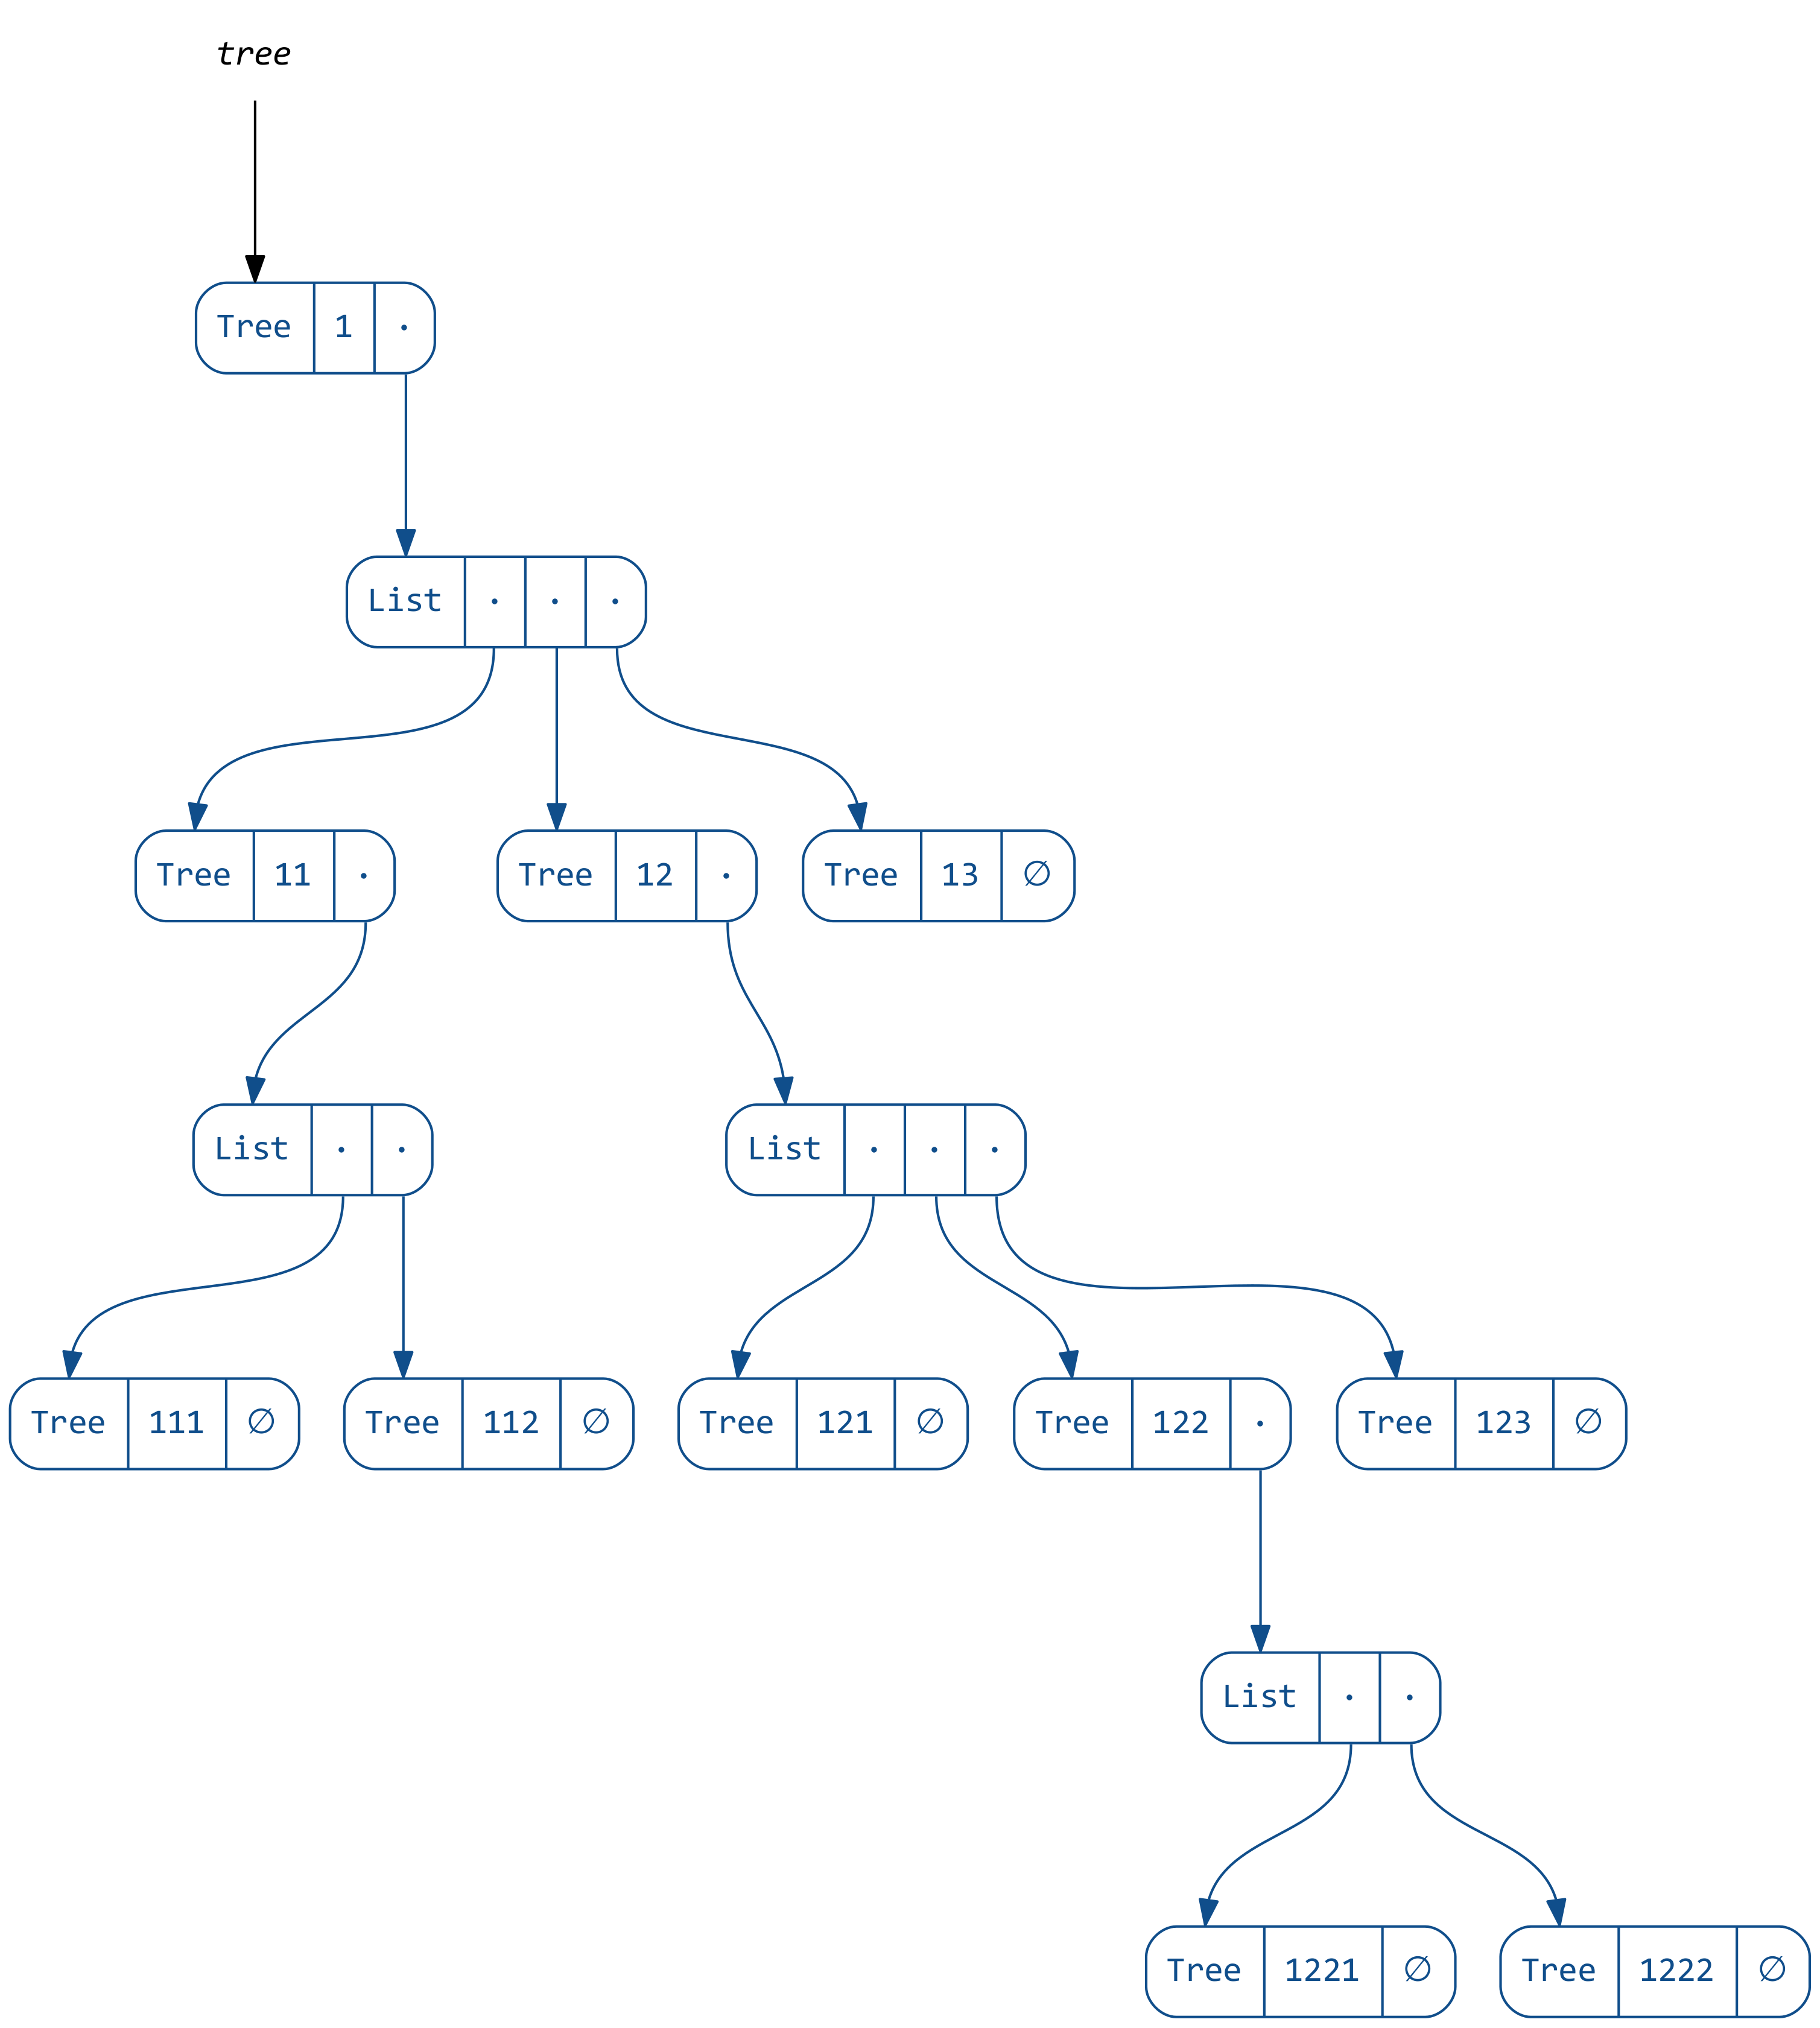 tree
Tree 1 ·
List · · ·
Tree 11 · Tree 12 · Tree 13 ∅
List · · List · · ·
Tree 111 ∅ Tree 112 ∅ Tree 121 ∅ Tree 122 · Tree 123 ∅
List · ·
Tree 1221 ∅ Tree 1222 ∅